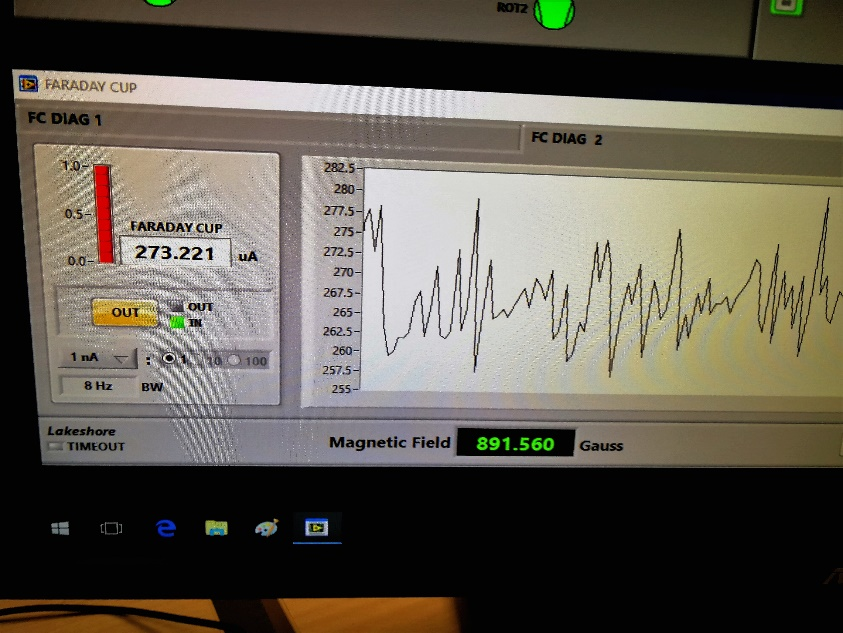 ROT2
FARADAY CUP
FC DIAG 1
FC DIAG 2
1.0
0.5
0.0
FARADAY CUP
273.221 uA
OUT
OUT
IN
1 nA : 1 10 100
8 Hz BW
282.5
280
277.5
275
272.5
270
267.5
265
262.5
260
257.5
255
Lakeshore
TIMEOUT
Magnetic Field 891.560 Gauss